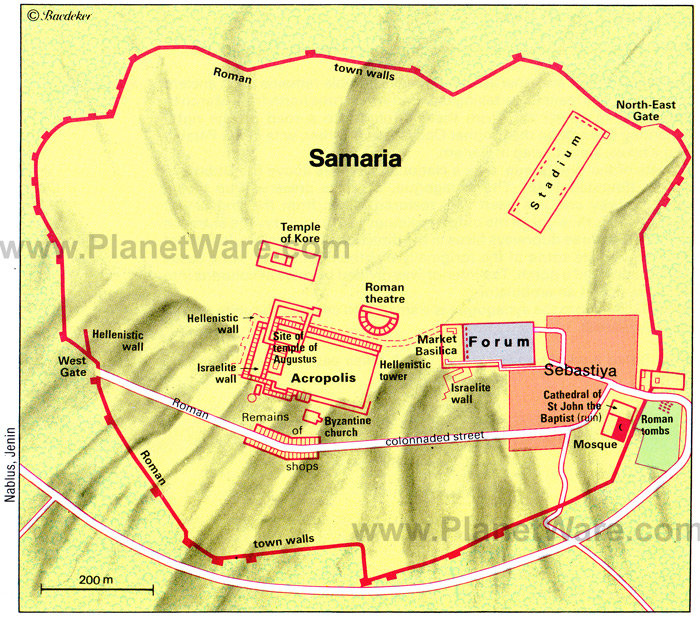 © Baedeker
Roman
town walls
North-East
Gate
Samaria
Stadium
www.PlanetWare.com
Temple
of Kore
Roman
theatre
Hellenistic
wall
Site of
temple of
Augustus
Market
Basilica
Forum
Hellenistic
wall
Israelite
wall
Acropolis
Hellenistic
tower
Sebastiya
West
Gate
Israelite
wall
Cathedral of
St John the
Baptist (ruin)
Roman
tombs
Mosque
Roman
Remains
of
shops
Byzantine
church
colonnaded street
Nablus, Jenin
Roman
town walls
www.PlanetWare.com
200 m